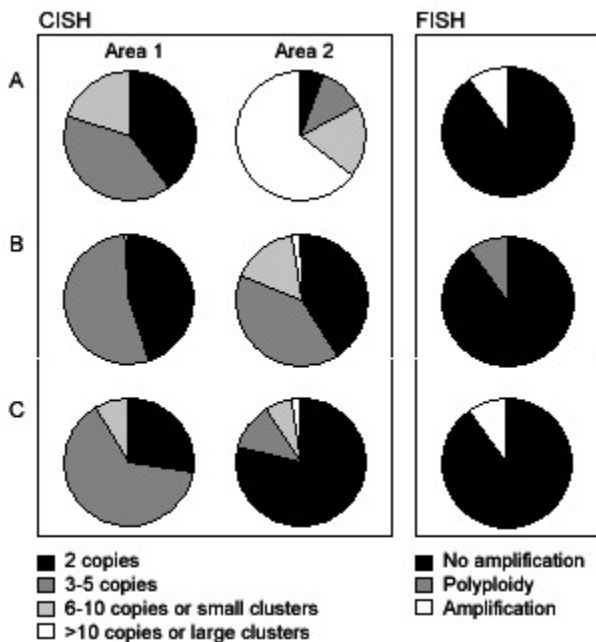 CISH
FISH
Area 1
Area 2
A
B
C
2 copies
3-5 copies
6-10 copies or small clusters
>10 copies or large clusters
No amplification
Polyploidy
Amplification